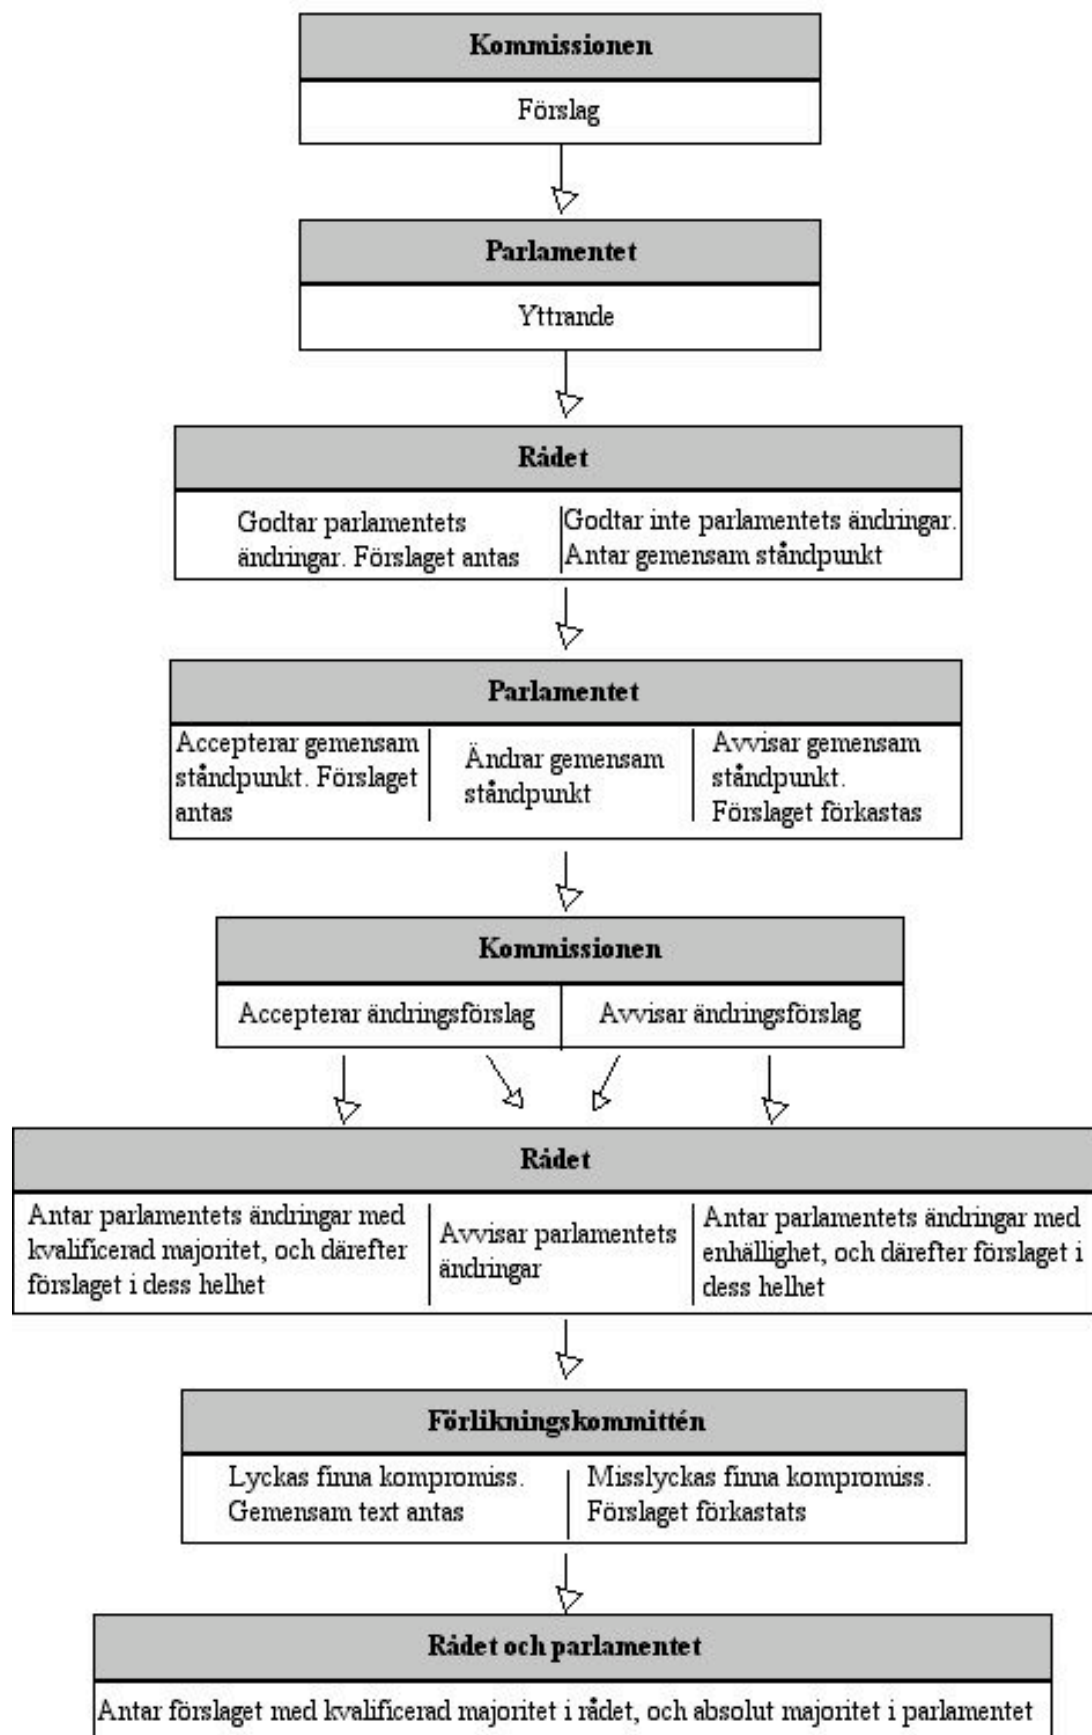 Kommissionen
Förslag
Parlamentet
Yttrande
Rådet
Godtar parlamentets
ändringar. Förslaget antas
Godtar inte parlamentets ändringar.
Antar gemensam ståndpunkt
Parlamentet
Accepterar gemensam
ståndpunkt. Förslaget
antas
Ändrar gemensam
ståndpunkt
Avvisar gemensam
ståndpunkt.
Förslaget förkastas
Kommissionen
Accepterar ändringsförslag
Avvisar ändringsförslag
Rådet
Antar parlamentets ändringar med
kvalificerad majoritet, och därefter
förslaget i dess helhet
Avvisar parlamentets
ändringar
Antar parlamentets ändringar med
enhällighet, och därefter förslaget i
dess helhet
Förlikningskommittén
Lyckas finna kompromiss.
Gemensam text antas
Misslyckas finna kompromiss.
Förslaget förkastats
Rådet och parlamentet
Antar förslaget med kvalificerad majoritet i rådet, och absolut majoritet i parlamentet